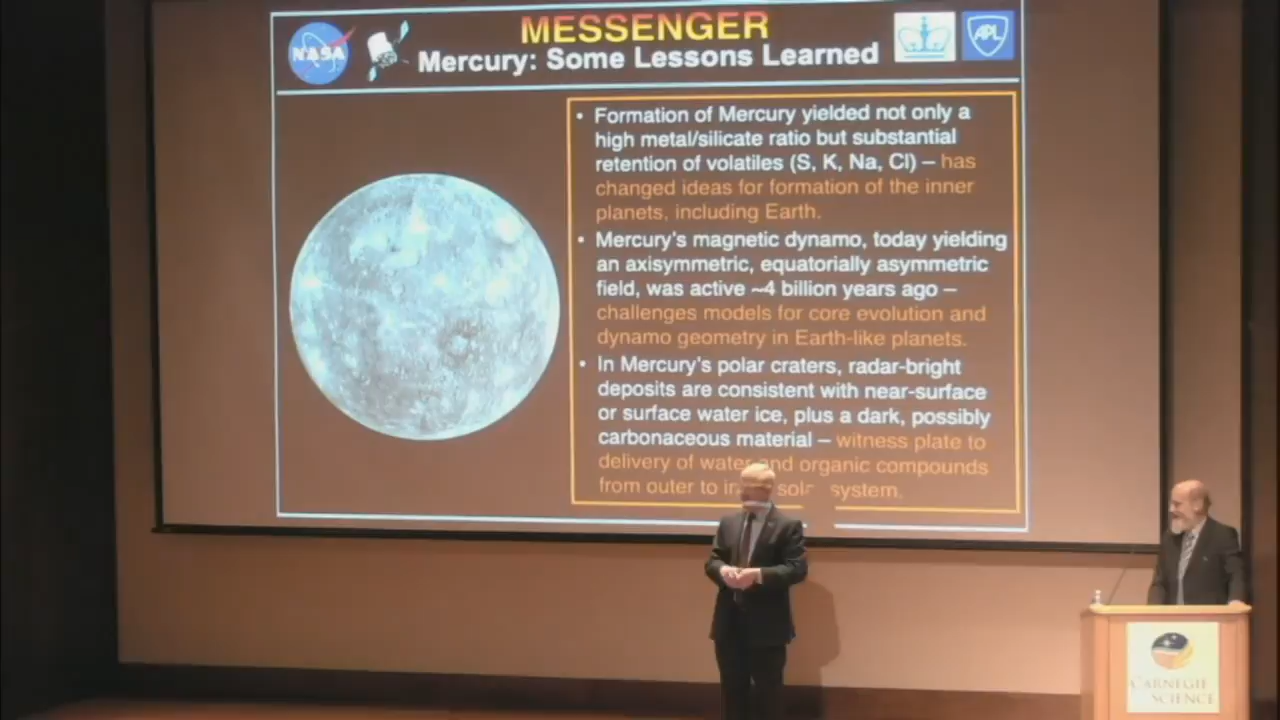 MESSENGER
NASA
APL
Mercury: Some Lessons Learned
• Formation of Mercury yielded not only a
high metal/silicate ratio but substantial
retention of volatiles (S, K, Na, Cl) – has
changed ideas for formation of the inner
planets, including Earth.
• Mercury's magnetic dynamo, today yielding
an axisymmetric, equatorially asymmetric
field, was active ~4 billion years ago –
challenges models for core evolution and
dynamo geometry in Earth-like planets.
• In Mercury's polar craters, radar-bright
deposits are consistent with near-surface
or surface water ice, plus a dark, possibly
carbonaceous material – witness plate to
delivery of water and organic compounds
from outer to system.
CARNEGIE
SCIENCE